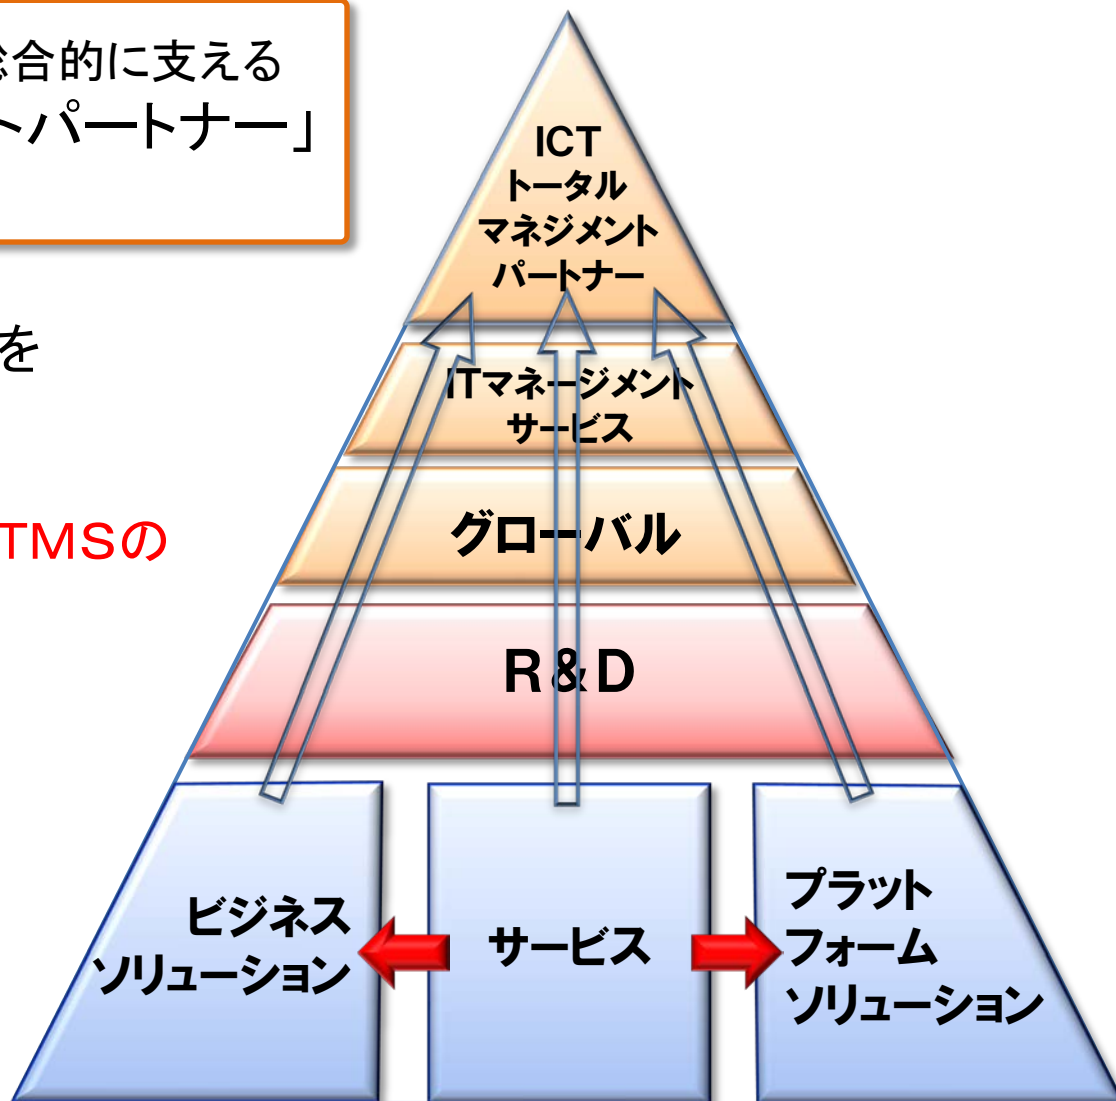 総合的に支える
トパートナー」
を
TMSの
ICT
トータル
マネジメント
パートナー
ITマネージメント
サービス
グローバル
R&D
ビジネス
ソリューション
サービス
プラット
フォーム
ソリューション